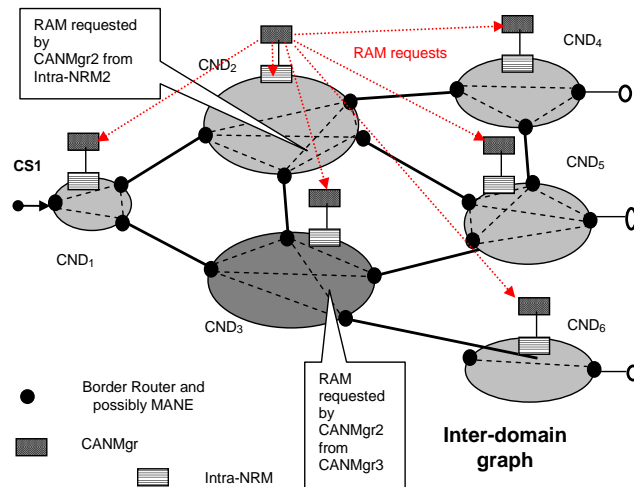 RAM requested
by
CANMgr2 from
Intra-NRM2
CND2
RAM requests
CND4
CS1
CND5
CND1
CND3
CND6
RAM
requested
by
CANMgr2
from
CANMgr3
Border Router and
possibly MANE
CANMgr
Intra-NRM
Inter-domain
graph